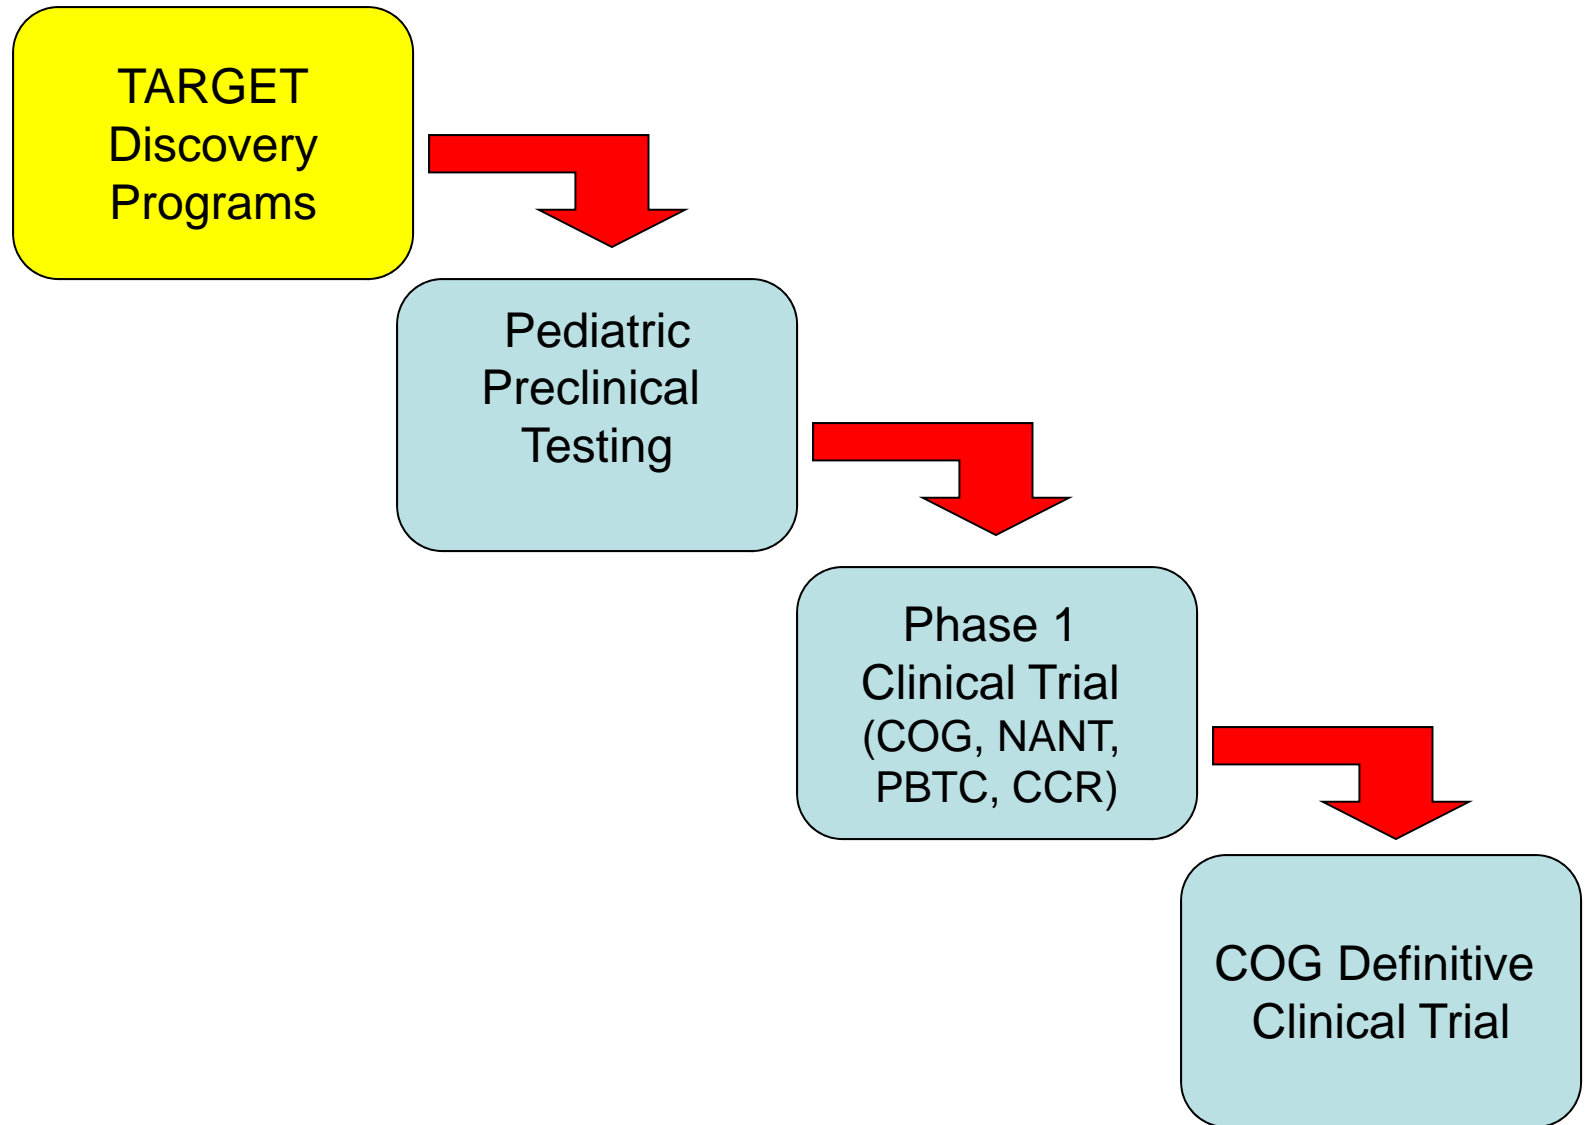 TARGET
Discovery
Programs
Pediatric
Preclinical
Testing
Phase 1
Clinical Trial
(COG, NANT,
PBTC, CCR)
COG Definitive
Clinical Trial